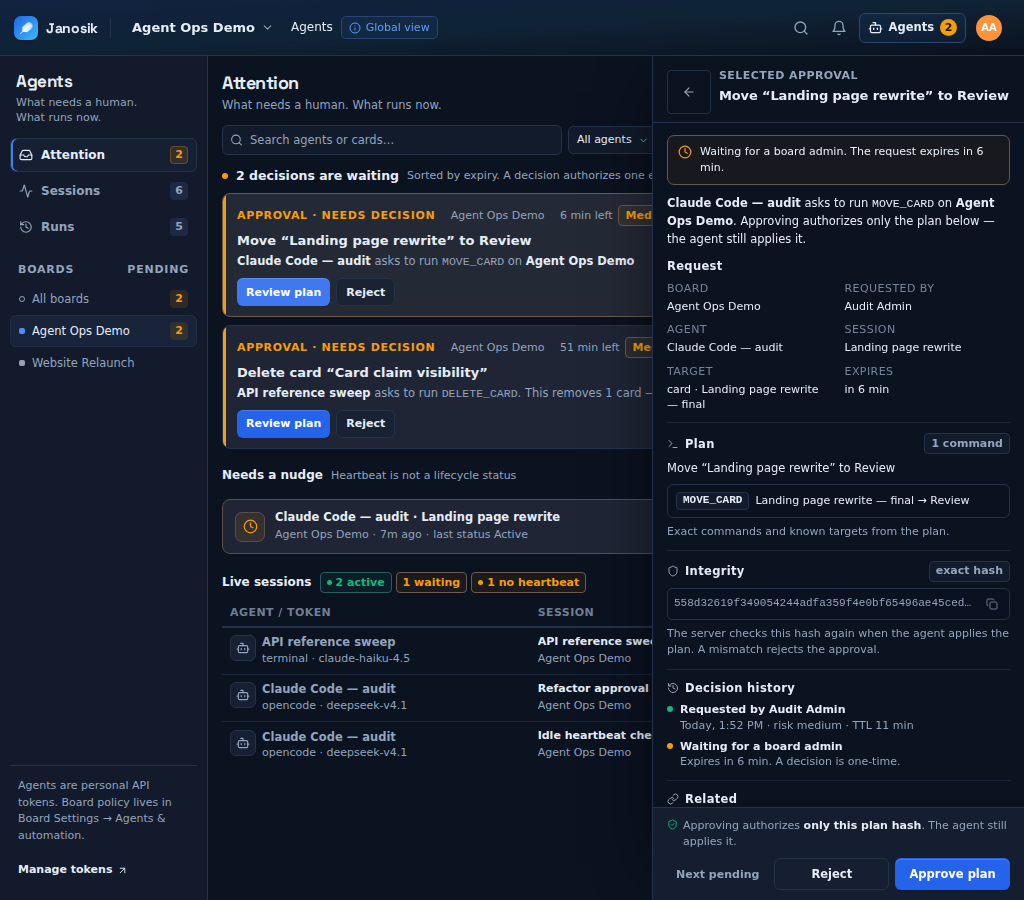 Janosik
Agent Ops Demo
Agents
Global view
Agents 2
AA
Agents
What needs a human.
What runs now.
Attention 2
Sessions 6
Runs 5
BOARDS PENDING
All boards 2
Agent Ops Demo 2
Website Relaunch
Agents are personal API
tokens. Board policy lives in
Board Settings → Agents &
automation.
Manage tokens
Attention
What needs a human. What runs now.
Search agents or cards…
All agents
2 decisions are waiting Sorted by expiry. A decision authorizes one e
APPROVAL · NEEDS DECISION Agent Ops Demo 6 min left Med
Move “Landing page rewrite” to Review
Claude Code — audit asks to run MOVE_CARD on Agent Ops Demo
Review plan Reject
APPROVAL · NEEDS DECISION Agent Ops Demo 51 min left Me
Delete card “Card claim visibility”
API reference sweep asks to run DELETE_CARD. This removes 1 card —
Review plan Reject
Needs a nudge Heartbeat is not a lifecycle status
Claude Code — audit · Landing page rewrite
Agent Ops Demo · 7m ago · last status Active
Live sessions 2 active 1 waiting 1 no heartbeat
AGENT / TOKEN SESSION
API reference sweep API reference swee
terminal · claude-haiku-4.5 Agent Ops Demo
Claude Code — audit Refactor approval
opencode · deepseek-v4.1 Agent Ops Demo
Claude Code — audit Idle heartbeat che
opencode · deepseek-v4.1 Agent Ops Demo
SELECTED APPROVAL
Move “Landing page rewrite” to Review
Waiting for a board admin. The request expires in 6
min.
Claude Code — audit asks to run MOVE_CARD on Agent
Ops Demo. Approving authorizes only the plan below —
the agent still applies it.
Request
BOARD REQUESTED BY
Agent Ops Demo Audit Admin
AGENT SESSION
Claude Code — audit Landing page rewrite
TARGET EXPIRES
card · Landing page rewrite in 6 min
— final
Plan 1 command
Move “Landing page rewrite” to Review
MOVE_CARD Landing page rewrite — final → Review
Exact commands and known targets from the plan.
Integrity exact hash
558d32619f349054244adfa359f4e0bf65496ae45ced…
The server checks this hash again when the agent applies the
plan. A mismatch rejects the approval.
Decision history
Requested by Audit Admin
Today, 1:52 PM · risk medium · TTL 11 min
Waiting for a board admin
Expires in 6 min. A decision is one-time.
Related
Approving authorizes only this plan hash. The agent still
applies it.
Next pending Reject Approve plan